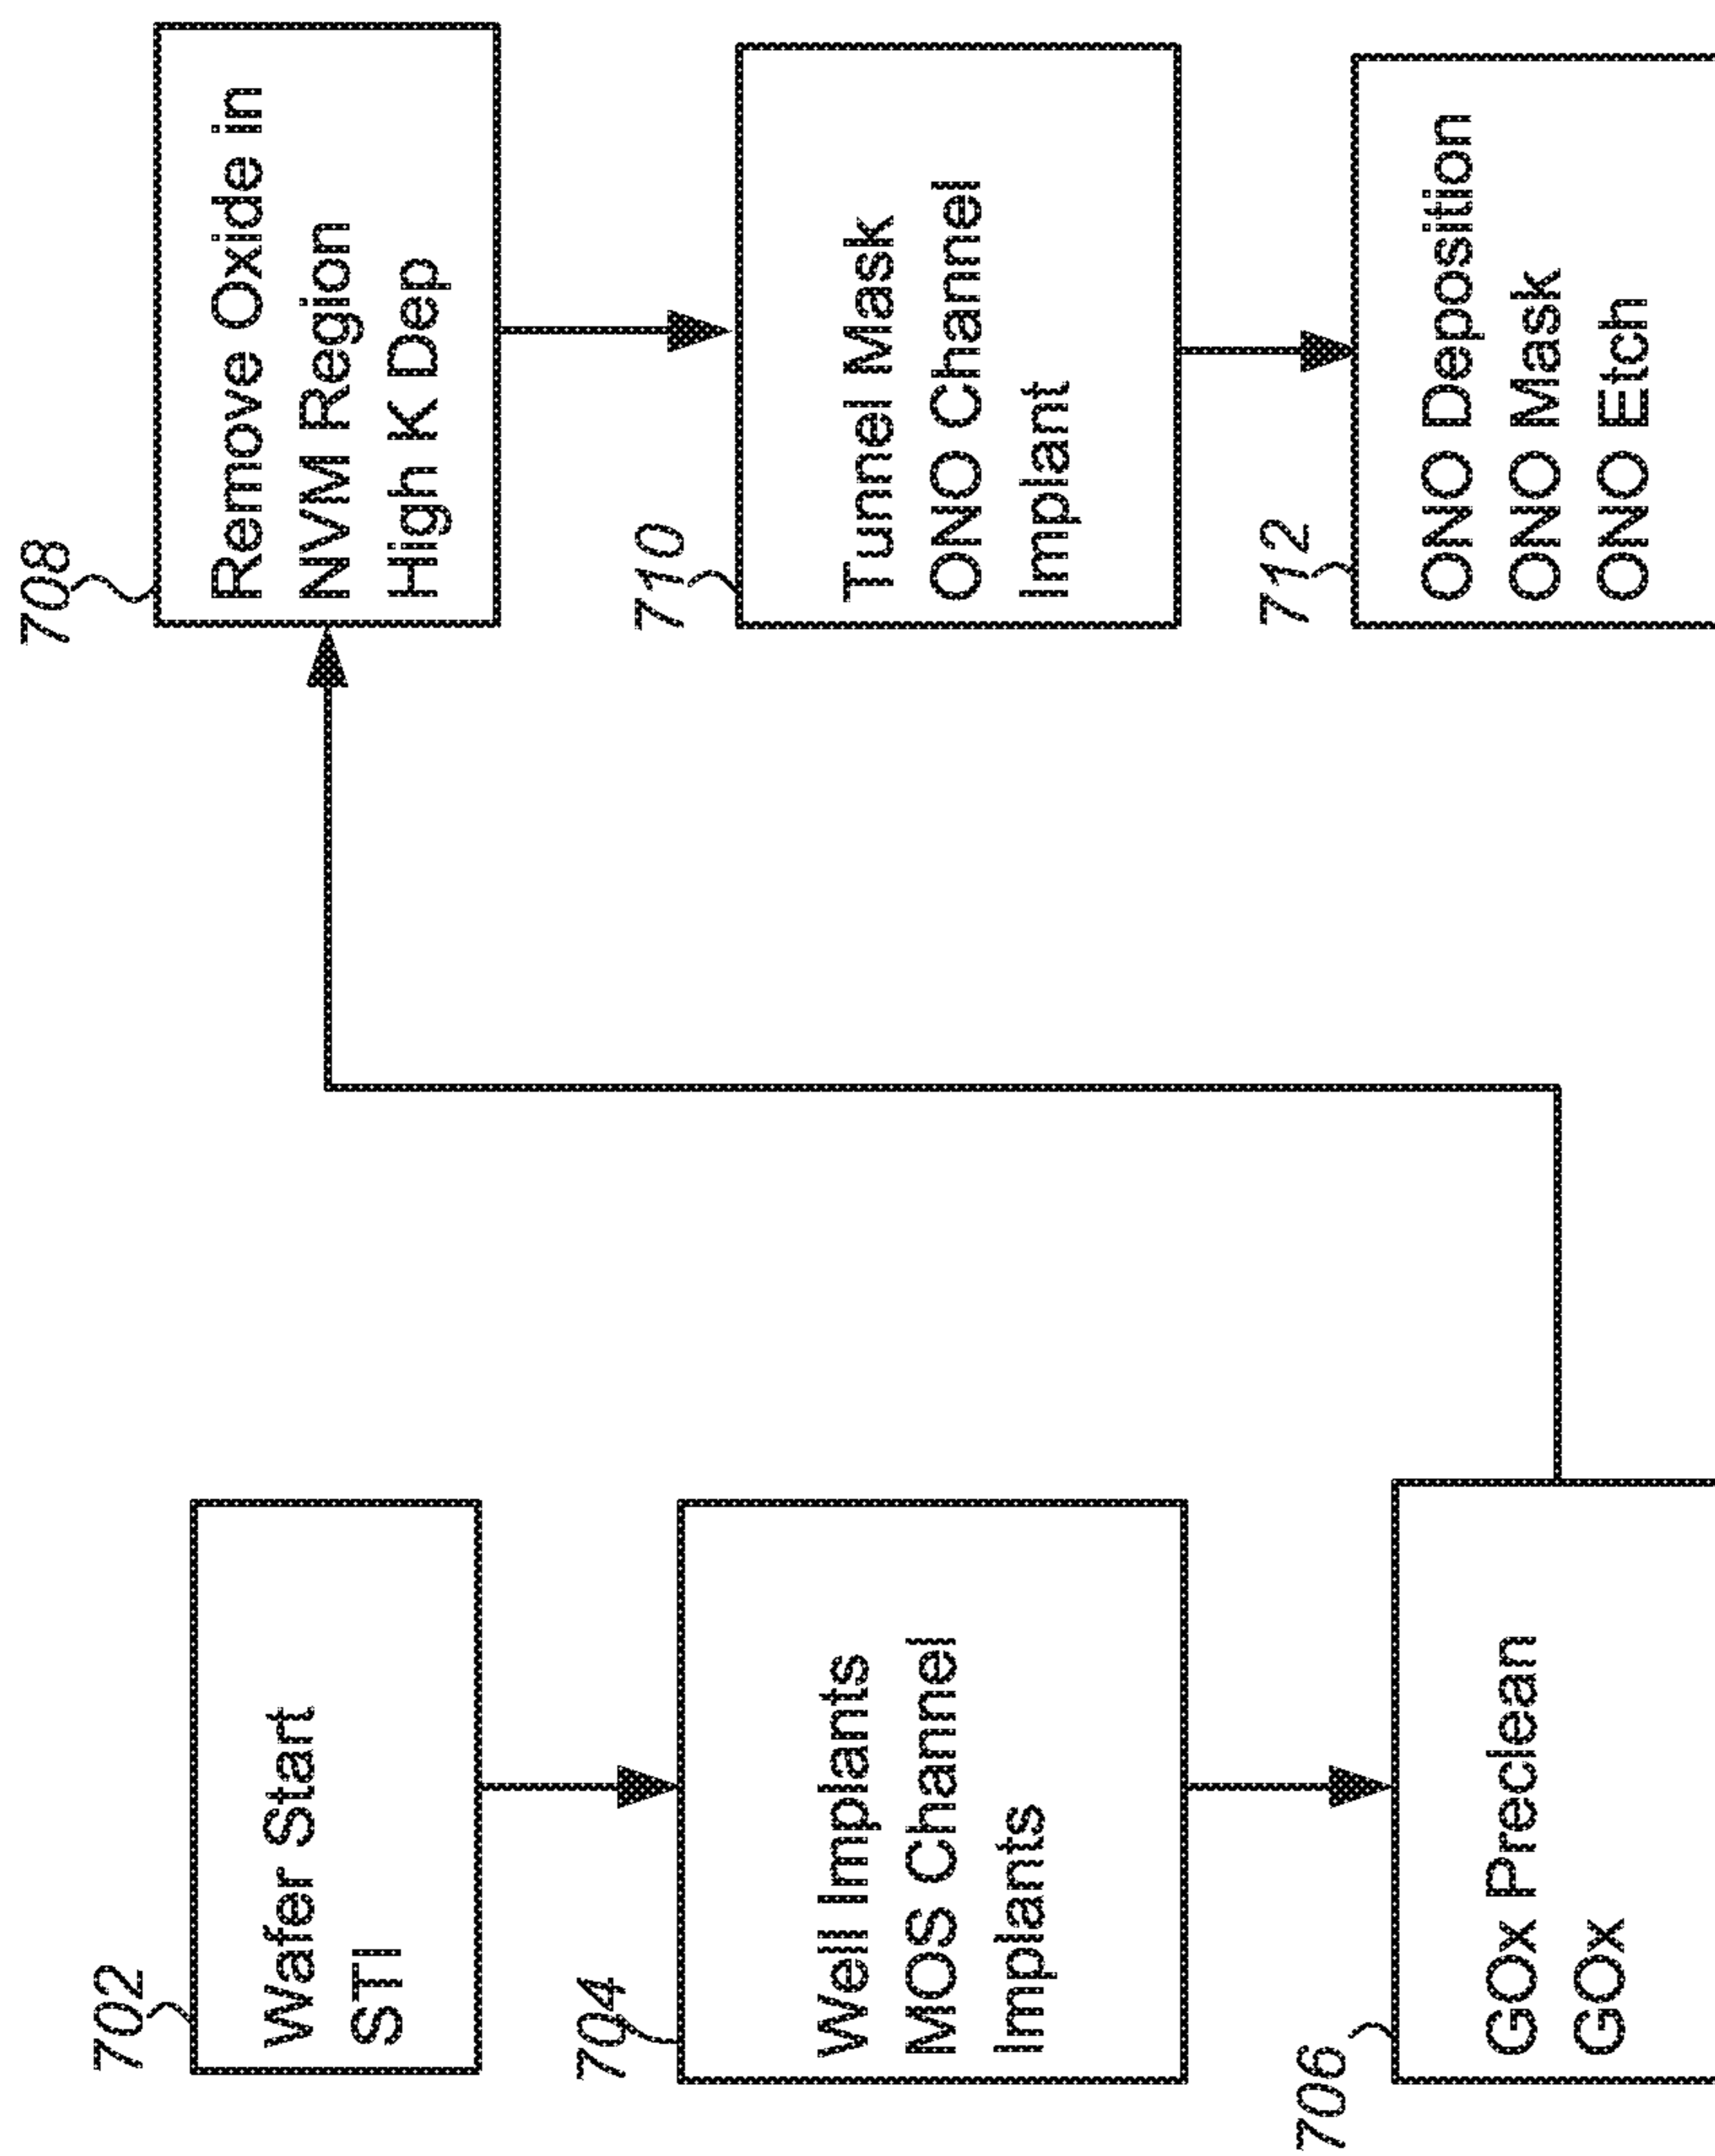 702
Wafer Start
STI
704
Well Implants
MOS Channel
Implants
706
GOx Preclean
GOx
708
Remove Oxide in
NVM Region
High K Dep
710
Tunnel Mask
ONO Channel
Implant
712
ONO Deposition
ONO Mask
ONO Etch